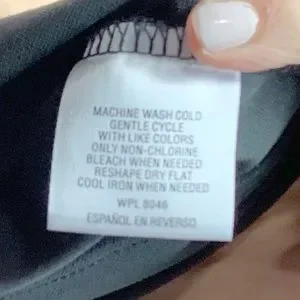 MACHINE WASH COLD
GENTLE CYCLE
WITH LIKE COLORS
ONLY NON-CHLORINE
BLEACH WHEN NEEDED
RESHAPE DRY FLAT
COOL IRON WHEN NEEDED
WPL 8046
ESPAÑOL EN REVERSO